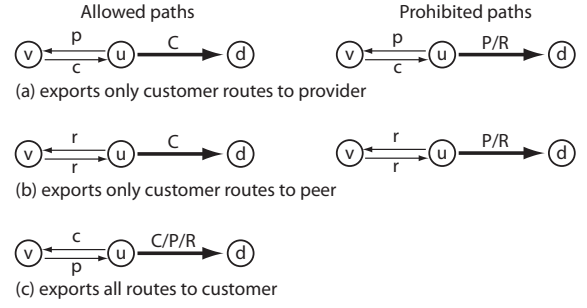 Allowed paths
Prohibited paths
p
C
v
u
d
c
p
P/R
v
u
d
c
(a) exports only customer routes to provider
r
C
v
u
d
r
r
P/R
v
u
d
r
(b) exports only customer routes to peer
c
C/P/R
v
u
d
p
(c) exports all routes to customer